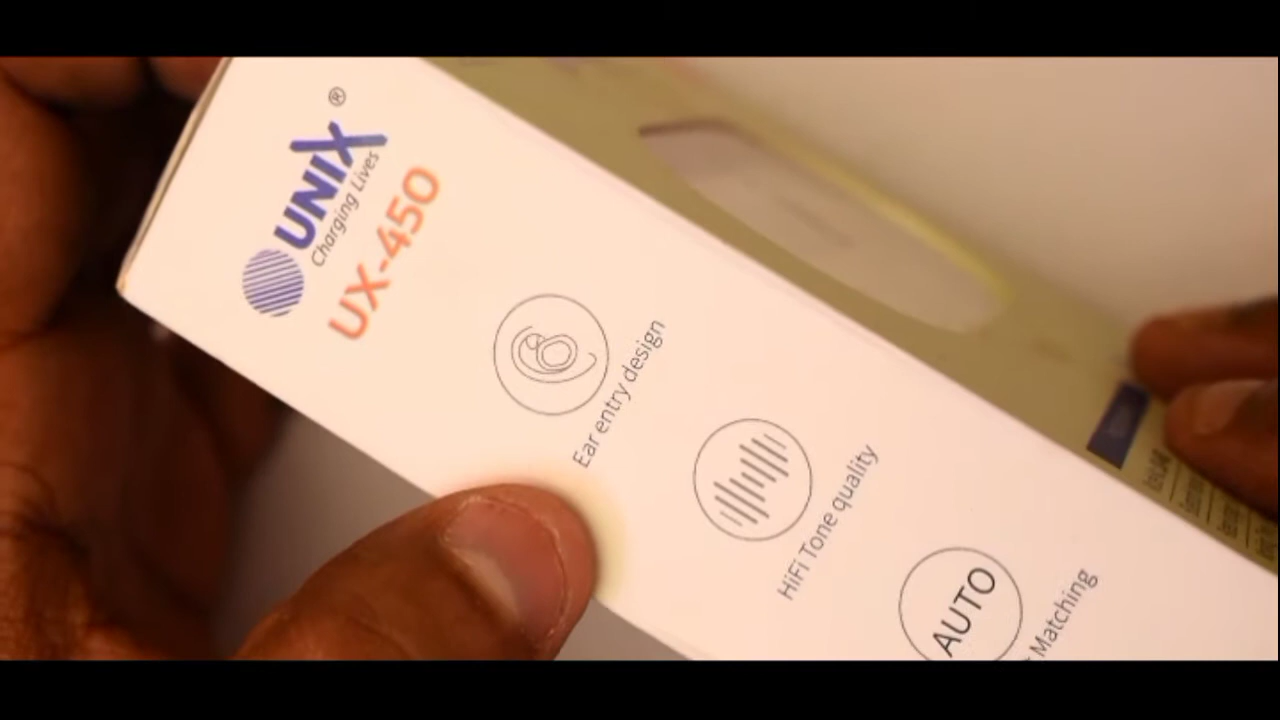 UNIX®
Charging Lives
UX-450
Ear entry design
HiFi Tone quality
AUTO
Matching